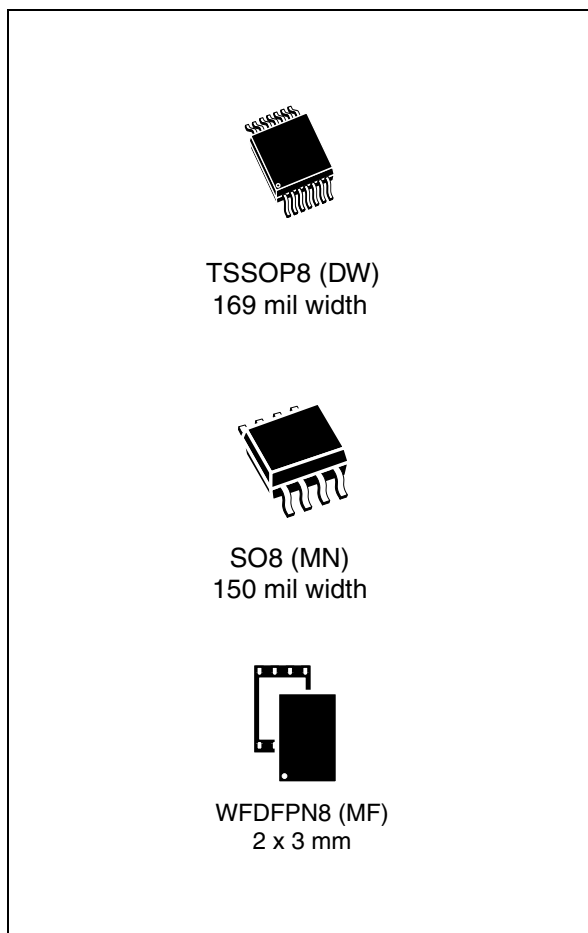 TSSOP8 (DW)
169 mil width
SO8 (MN)
150 mil width
WFDFPN8 (MF)
2 x 3 mm